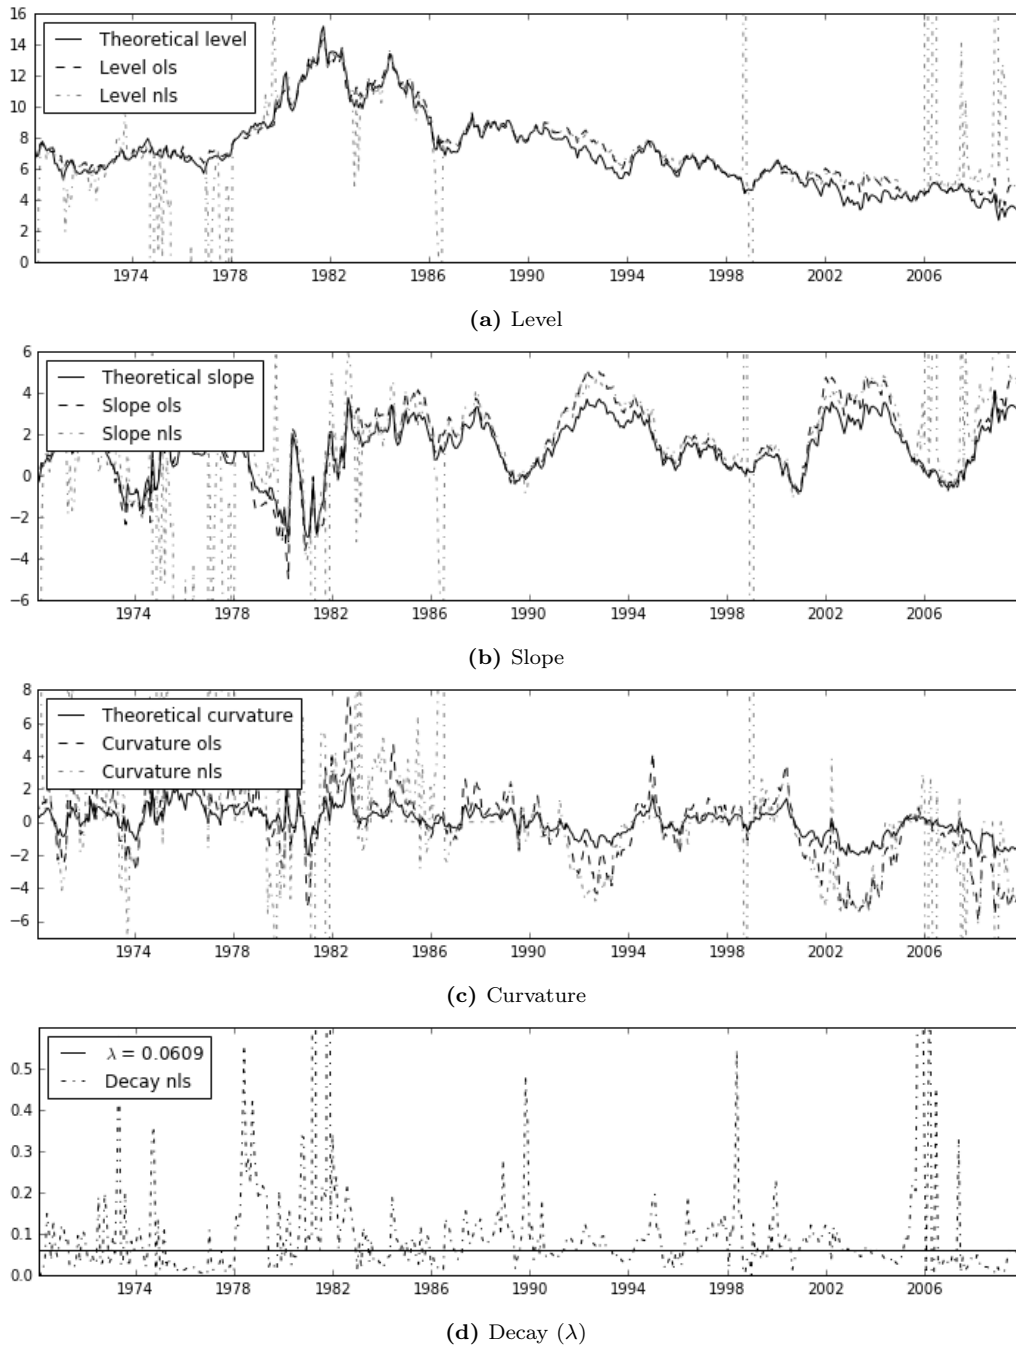 16
14
12
10
8
6
4
2
0
Theoretical level
Level ols
Level nls
1974 1978 1982 1986 1990 1994 1998 2002 2006
(a) Level
6
4
2
0
−2
−4
−6
Theoretical slope
Slope ols
Slope nls
1974 1978 1982 1986 1990 1994 1998 2002 2006
(b) Slope
8
6
4
2
0
−2
−4
−6
Theoretical curvature
Curvature ols
Curvature nls
1974 1978 1982 1986 1990 1994 1998 2002 2006
(c) Curvature
0.5
0.4
0.3
0.2
0.1
0.0
λ = 0.0609
Decay nls
1974 1978 1982 1986 1990 1994 1998 2002 2006
(d) Decay (λ)